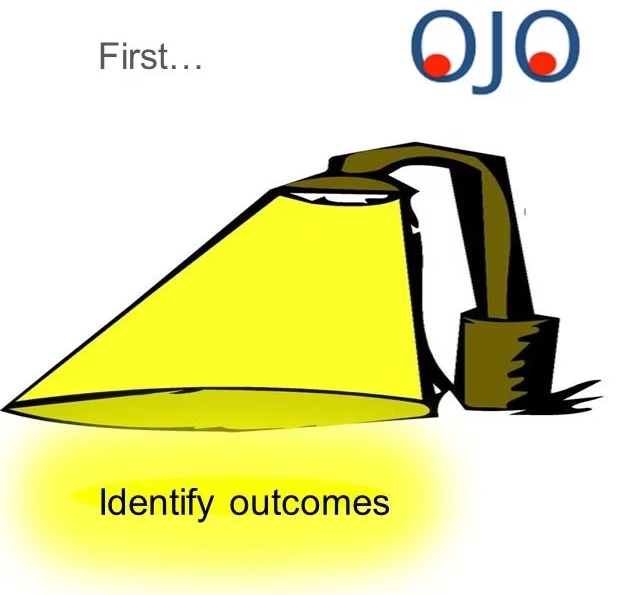 First…
OJO
Identify outcomes